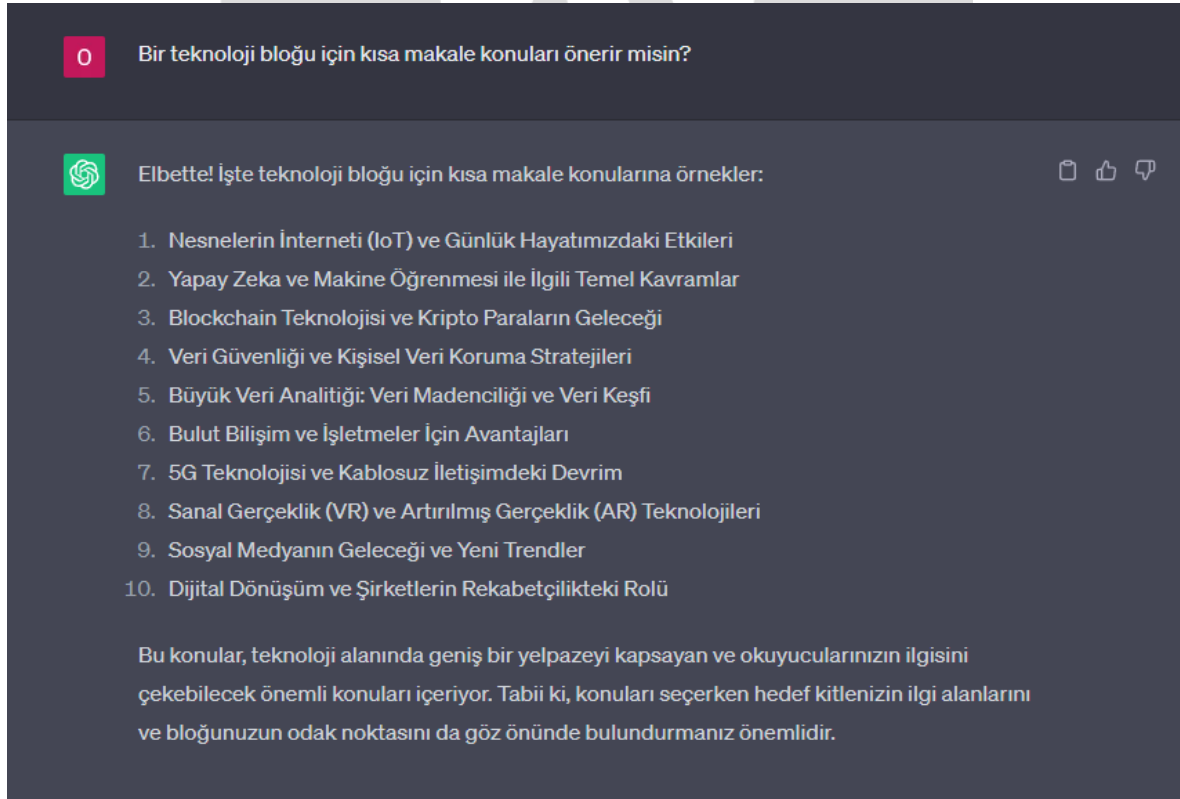 O
Bir teknoloji bloğu için kısa makale konuları önerir misin?
Elbette! İşte teknoloji bloğu için kısa makale konularına örnekler:
1. Nesnelerin İnterneti (IoT) ve Günlük Hayatımızdaki Etkileri
2. Yapay Zeka ve Makine Öğrenmesi ile İlgili Temel Kavramlar
3. Blockchain Teknolojisi ve Kripto Paraların Geleceği
4. Veri Güvenliği ve Kişisel Veri Koruma Stratejileri
5. Büyük Veri Analitiği: Veri Madenciliği ve Veri Keşfi
6. Bulut Bilişim ve İşletmeler İçin Avantajları
7. 5G Teknolojisi ve Kablosuz İletişimdeki Devrim
8. Sanal Gerçeklik (VR) ve Artırılmış Gerçeklik (AR) Teknolojileri
9. Sosyal Medyanın Geleceği ve Yeni Trendler
10. Dijital Dönüşüm ve Şirketlerin Rekabetçilikteki Rolü
Bu konular, teknoloji alanında geniş bir yelpazeyi kapsayan ve okuyucularınızın ilgisini
çekebilecek önemli konuları içeriyor. Tabii ki, konuları seçerken hedef kitlenizin ilgi alanlarını
ve bloğunuzun odak noktasını da göz önünde bulundurmanız önemlidir.